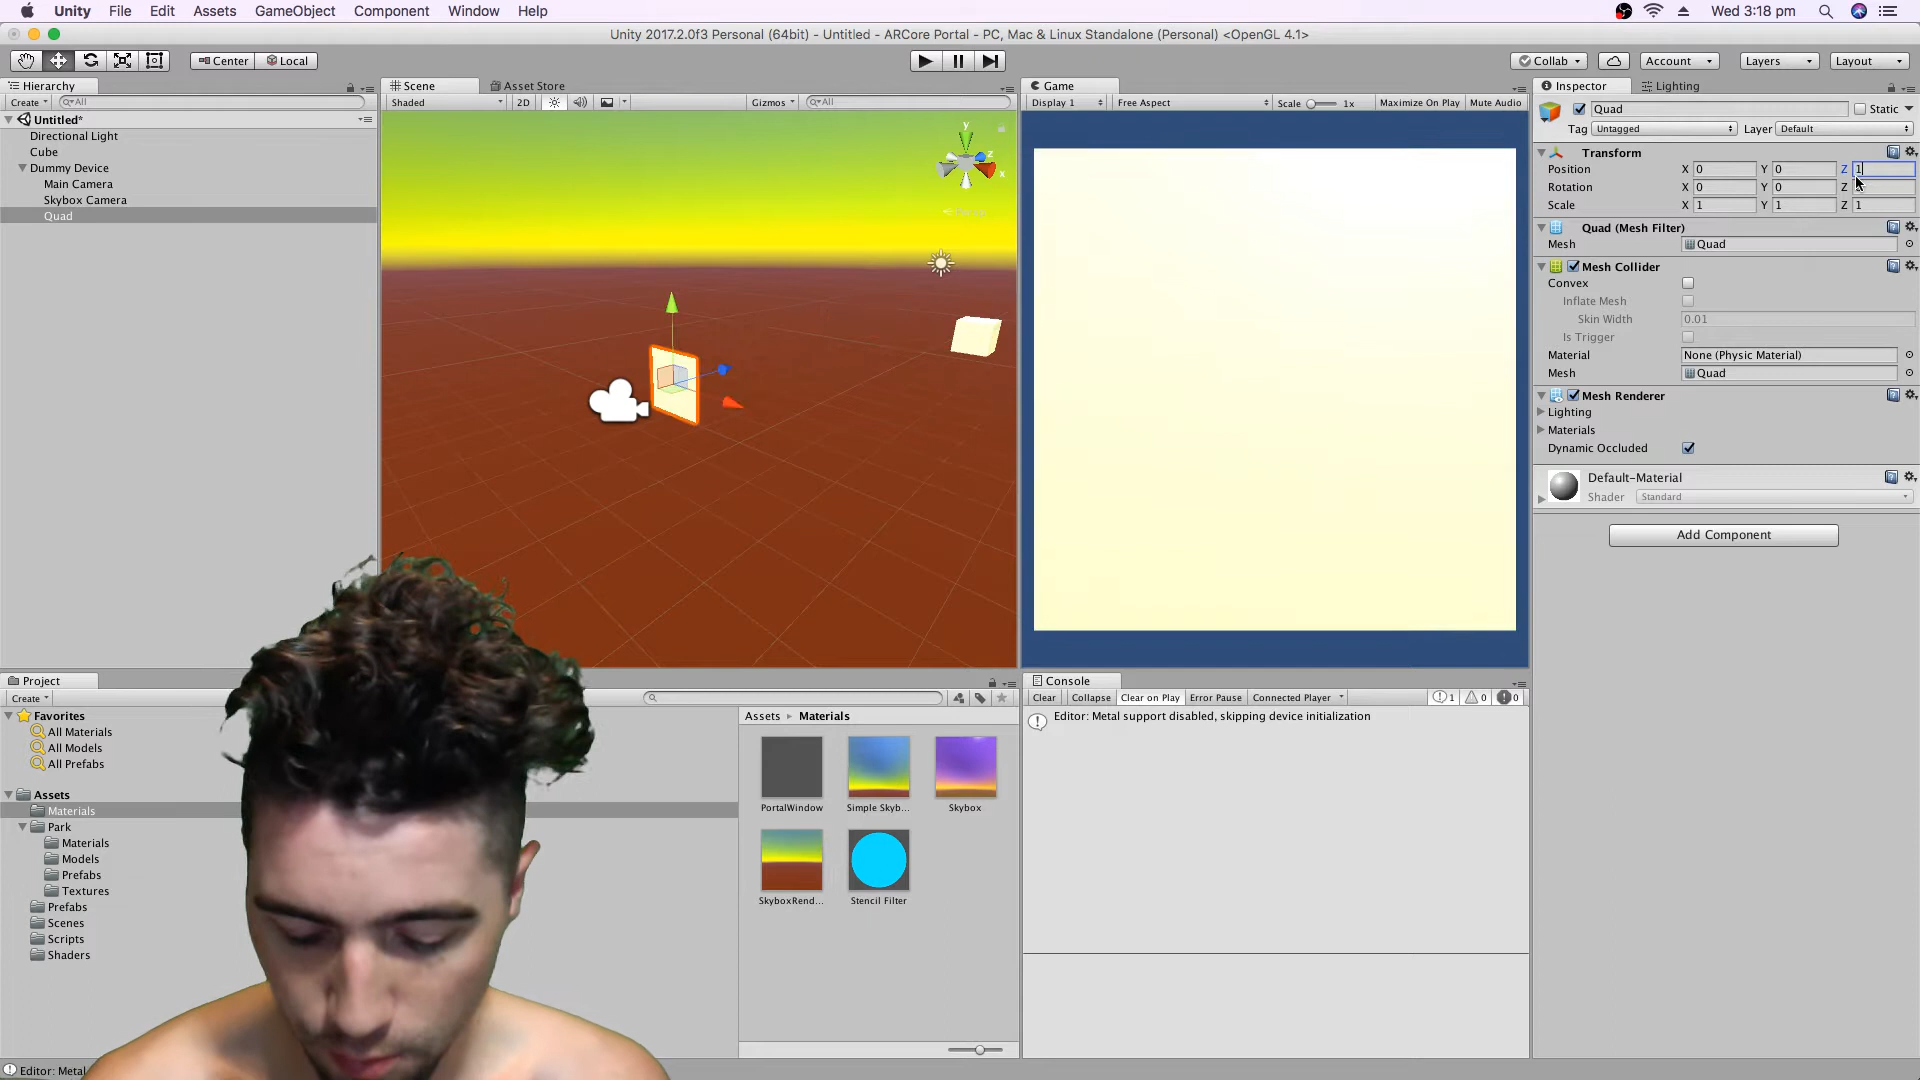 Unity File Edit Assets GameObject Component Window Help Wed 3:18 pm
Unity 2017.2.0f3 Personal (64bit) - Untitled - ARCore Portal - PC, Mac & Linux Standalone (Personal) <OpenGL 4.1>
Center Local Collab Account Layers Layout
Hierarchy
Create All
Untitled*
Directional Light
Cube
Dummy Device
Main Camera
Skybox Camera
Quad
Scene Asset Store
Shaded 2D Gizmos All
y
z
x
Game
Display 1 Free Aspect Scale 1x Maximize On Play Mute Audio
Inspector Lighting
Quad Static
Tag Untagged Layer Default
Transform
Position X 0 Y 0 Z 1
Rotation X 0 Y 0 Z
Scale X 1 Y 1 Z 1
Quad (Mesh Filter)
Mesh Quad
Mesh Collider
Convex
Inflate Mesh
Skin Width 0.01
Is Trigger
Material None (Physic Material)
Mesh Quad
Mesh Renderer
Lighting
Materials
Dynamic Occluded
Default-Material
Shader Standard
Add Component
Project
Create
Favorites
All Materials
All Models
All Prefabs
Assets
Materials
Park
Materials
Models
Prefabs
Textures
Prefabs
Scenes
Scripts
Shaders
Assets Materials
PortalWindow Simple Skyb... Skybox
SkyboxRend... Stencil Filter
Console
Clear Collapse Clear on Play Error Pause Connected Player 1 0 0
Editor: Metal support disabled, skipping device initialization
Editor: Metal